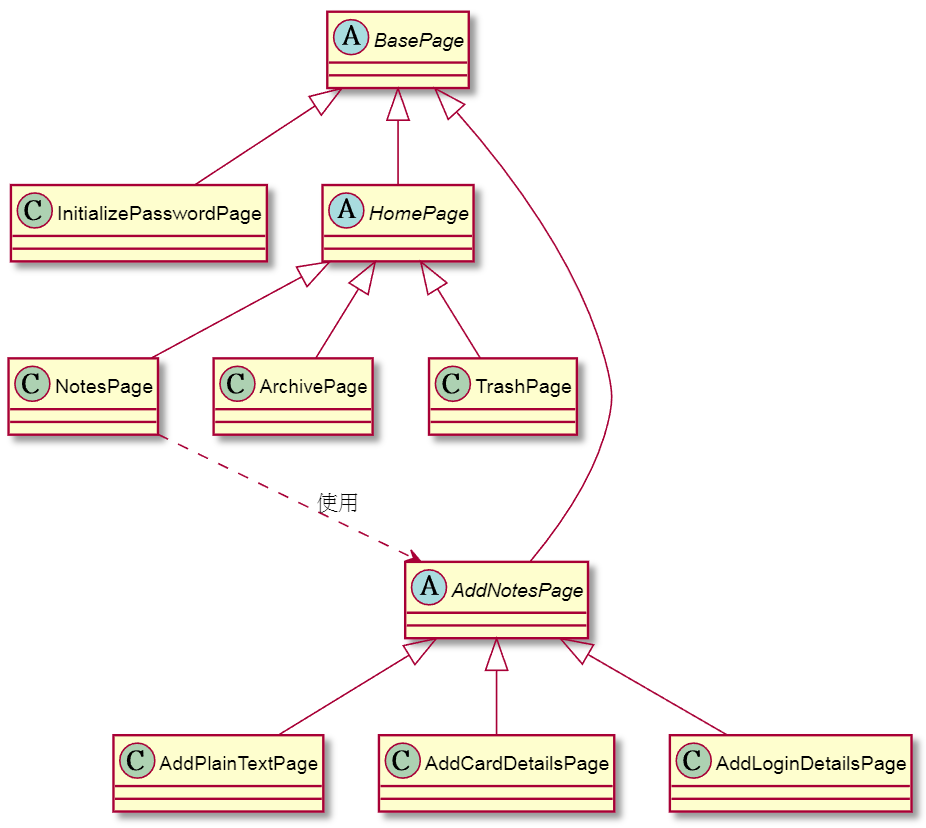 A BasePage
C InitializePasswordPage
A HomePage
C NotesPage
C ArchivePage
C TrashPage
使用
A AddNotesPage
C AddPlainTextPage
C AddCardDetailsPage
C AddLoginDetailsPage